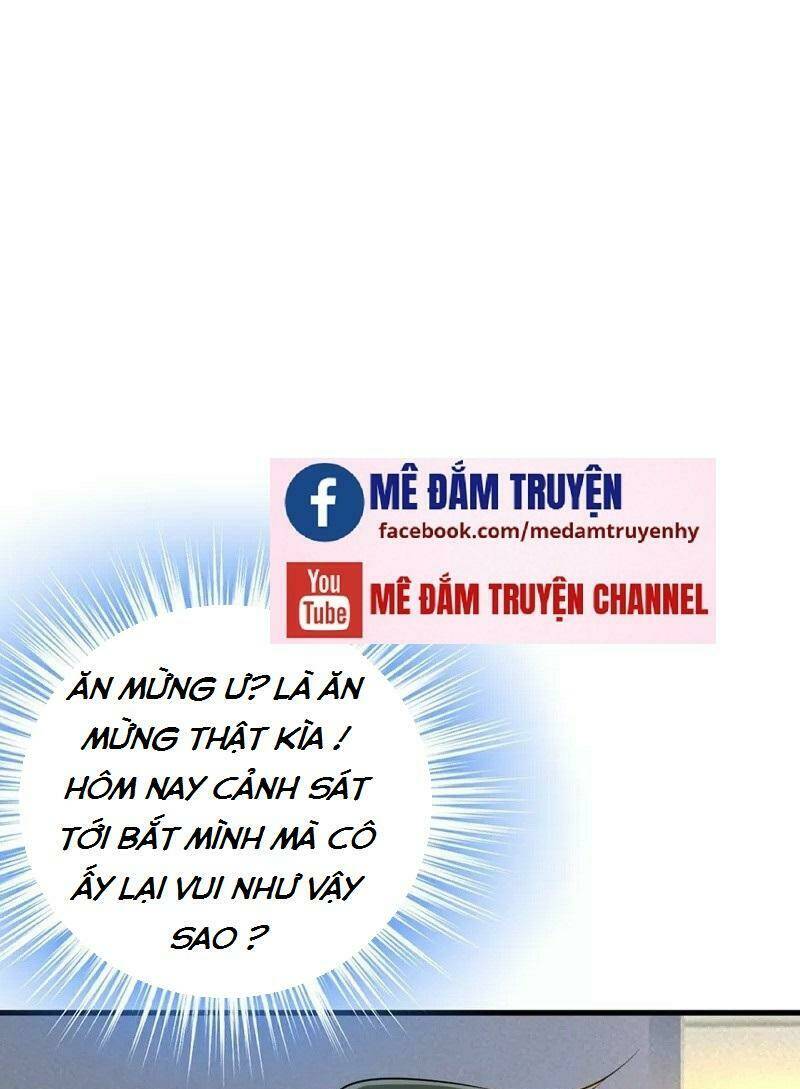 MÊ ĐẮM TRUYỆN
facebook.com/medamtruyenhy
You
Tube
MÊ ĐẮM TRUYỆN CHANNEL
ĂN MỪNG Ư? LÀ ĂN
MỪNG THẬT KÌA!
HÔM NAY CẢNH SÁT
TỚI BẮT MÌNH MÀ CÔ
ẤY LẠI VUI NHƯ VẬY
SAO?